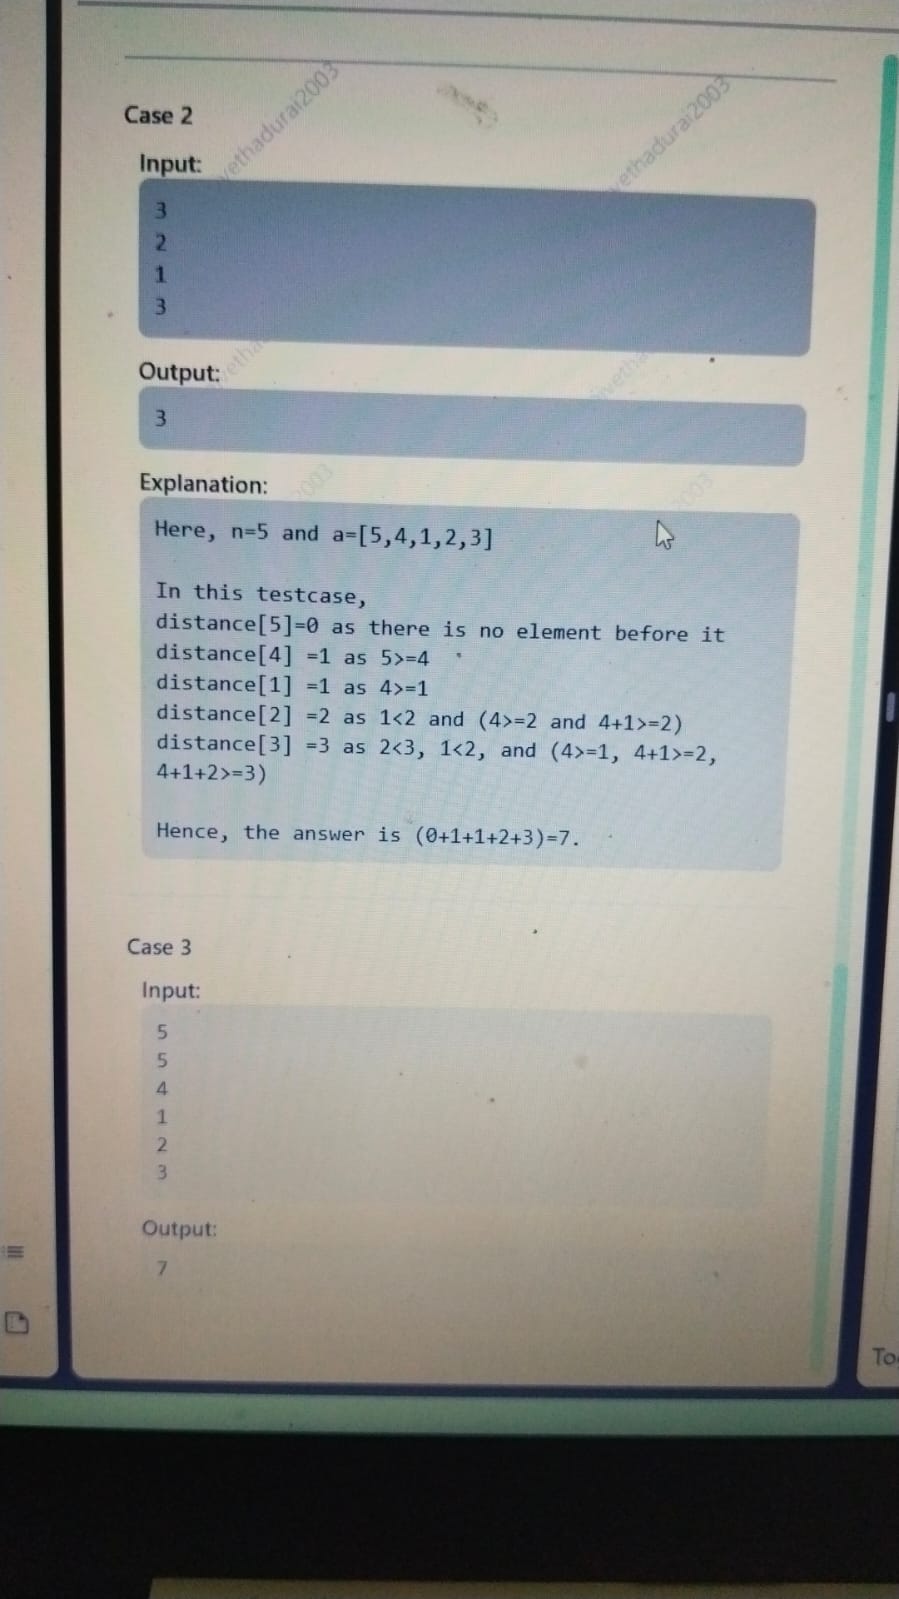 Case 2
Input:
3
2
1
3
Output:
3
Explanation:
Here, n=5 and a=[5,4,1,2,3]
In this testcase,
distance[5]=0 as there is no element before it
distance[4] =1 as 5>=4
distance[1] =1 as 4>=1
distance[2] =2 as 1<2 and (4>=2 and 4+1>=2)
distance[3] =3 as 2<3, 1<2, and (4>=1, 4+1>=2,
4+1+2>=3)
Hence, the answer is (0+1+1+2+3)=7.
Case 3
Input:
5
5
4
1
2
3
Output:
7